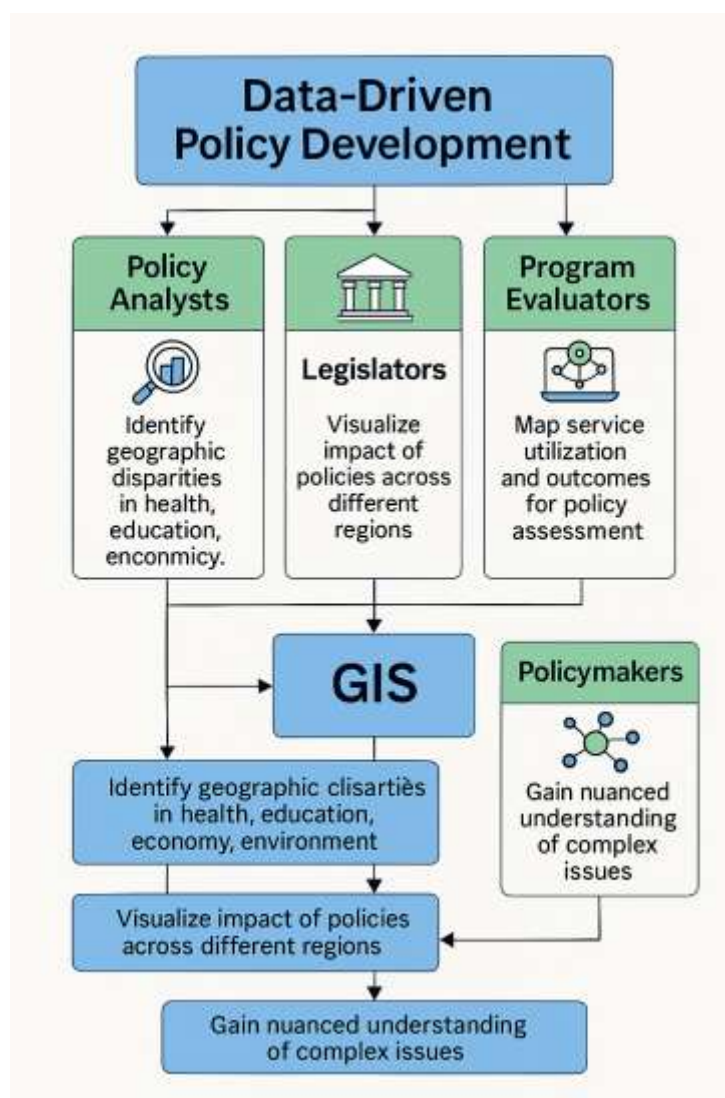 Data-Driven
Policy Development
Policy
Analysts
Identify
geographic
disparities
in health,
education,
enconmicy.
Legislators
Visualize
impact of
policies across
different
regions
Program
Evaluators
Map service
utilization
and outcomes
for policy
assessment
GIS
Policymakers
Gain nuanced
understanding
of complex
issues
Identify geographic clisartiès
in health, education,
economy, environment
Visualize impact of policies
across different regions
Gain nuanced understanding
of complex issues